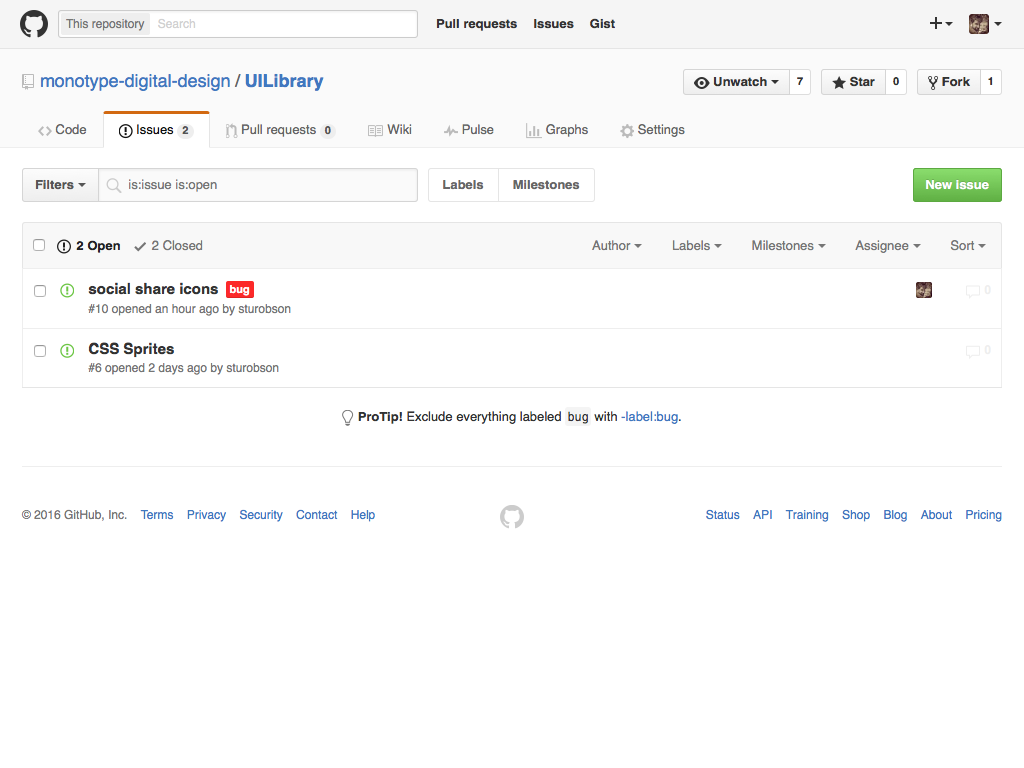 This repository Search Pull requests Issues Gist
monotype-digital-design / UILibrary Unwatch 7 Star 0 Fork 1
Code Issues 2 Pull requests 0 Wiki Pulse Graphs Settings
Filters is:issue is:open Labels Milestones New Issue
2 Open 2 Closed Author Labels Milestones Assignee Sort
social share icons bug 0
#10 opened an hour ago by sturobson
CSS Sprites 0
#6 opened 2 days ago by sturobson
ProTip! Exclude everything labeled bug with -label:bug.
© 2016 GitHub, Inc. Terms Privacy Security Contact Help Status API Training Shop Blog About Pricing